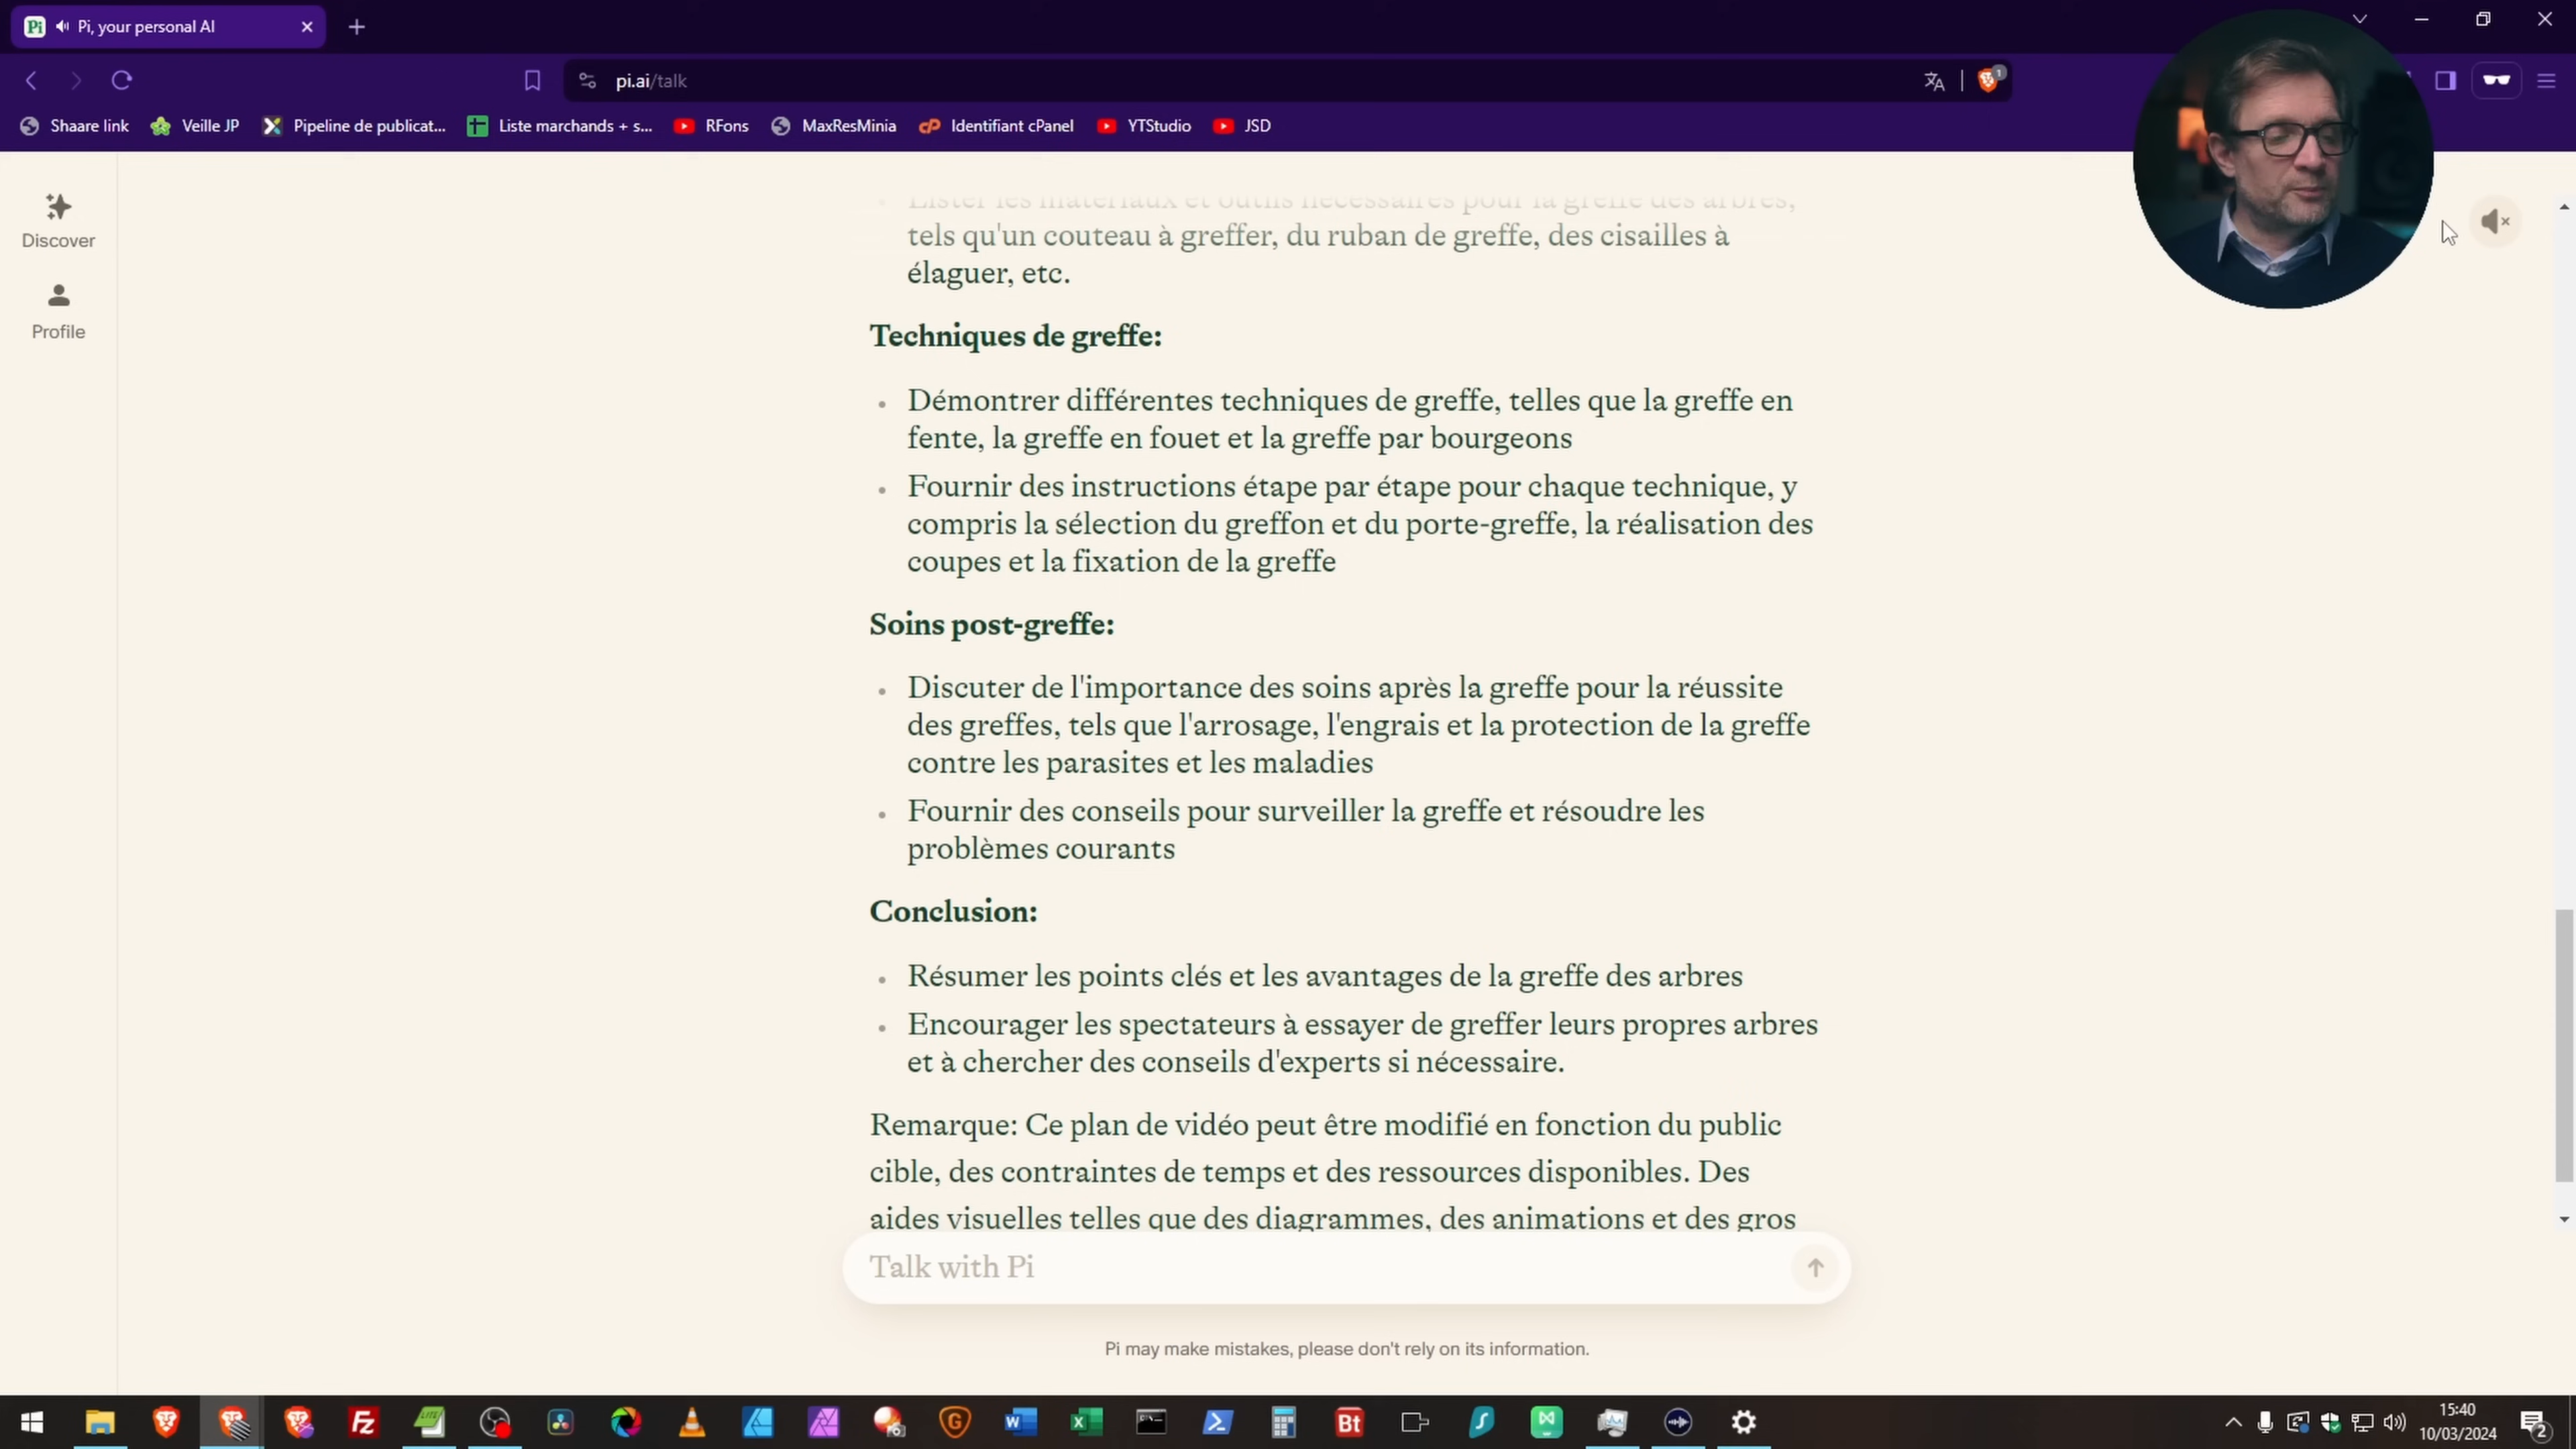 Pi, your personal AI
pi.ai/talk
1
Shaare link
Veille JP
Pipeline de publicat...
Liste marchands + s...
RFons
MaxResMinia
Identifiant cPanel
YTStudio
JSD
Discover
Profile
Lister les matériaux et outils nécessaires pour la greffe des arbres,
tels qu'un couteau à greffer, du ruban de greffe, des cisailles à
élaguer, etc.
Techniques de greffe:
Démontrer différentes techniques de greffe, telles que la greffe en
fente, la greffe en fouet et la greffe par bourgeons
Fournir des instructions étape par étape pour chaque technique, y
compris la sélection du greffon et du porte-greffe, la réalisation des
coupes et la fixation de la greffe
Soins post-greffe:
Discuter de l'importance des soins après la greffe pour la réussite
des greffes, tels que l'arrosage, l'engrais et la protection de la greffe
contre les parasites et les maladies
Fournir des conseils pour surveiller la greffe et résoudre les
problèmes courants
Conclusion:
Résumer les points clés et les avantages de la greffe des arbres
Encourager les spectateurs à essayer de greffer leurs propres arbres
et à chercher des conseils d'experts si nécessaire.
Remarque: Ce plan de vidéo peut être modifié en fonction du public
cible, des contraintes de temps et des ressources disponibles. Des
aides visuelles telles que des diagrammes, des animations et des gros
Talk with Pi
Pi may make mistakes, please don't rely on its information.
15:40
10/03/2024
2